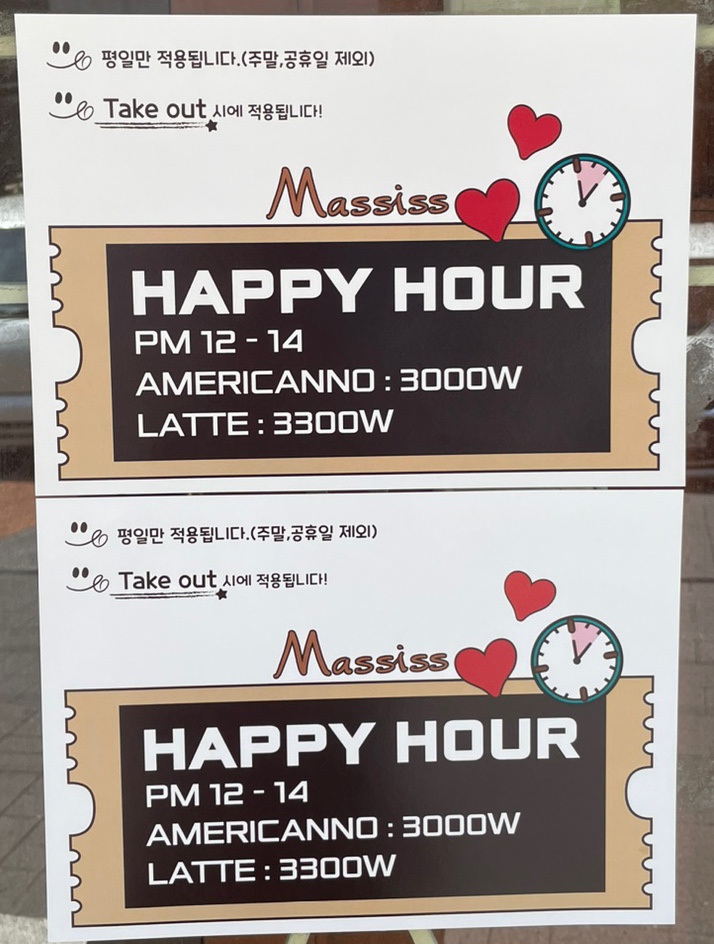 평일만 적용됩니다.(주말,공휴일 제외)
Take out 시에 적용됩니다!
Massiss
HAPPY HOUR
PM 12 - 14
AMERICANNO : 3000W
LATTE : 3300W
평일만 적용됩니다.(주말,공휴일 제외)
Take out 시에 적용됩니다!
Massiss
HAPPY HOUR
PM 12 - 14
AMERICANNO : 3000W
LATTE : 3300W